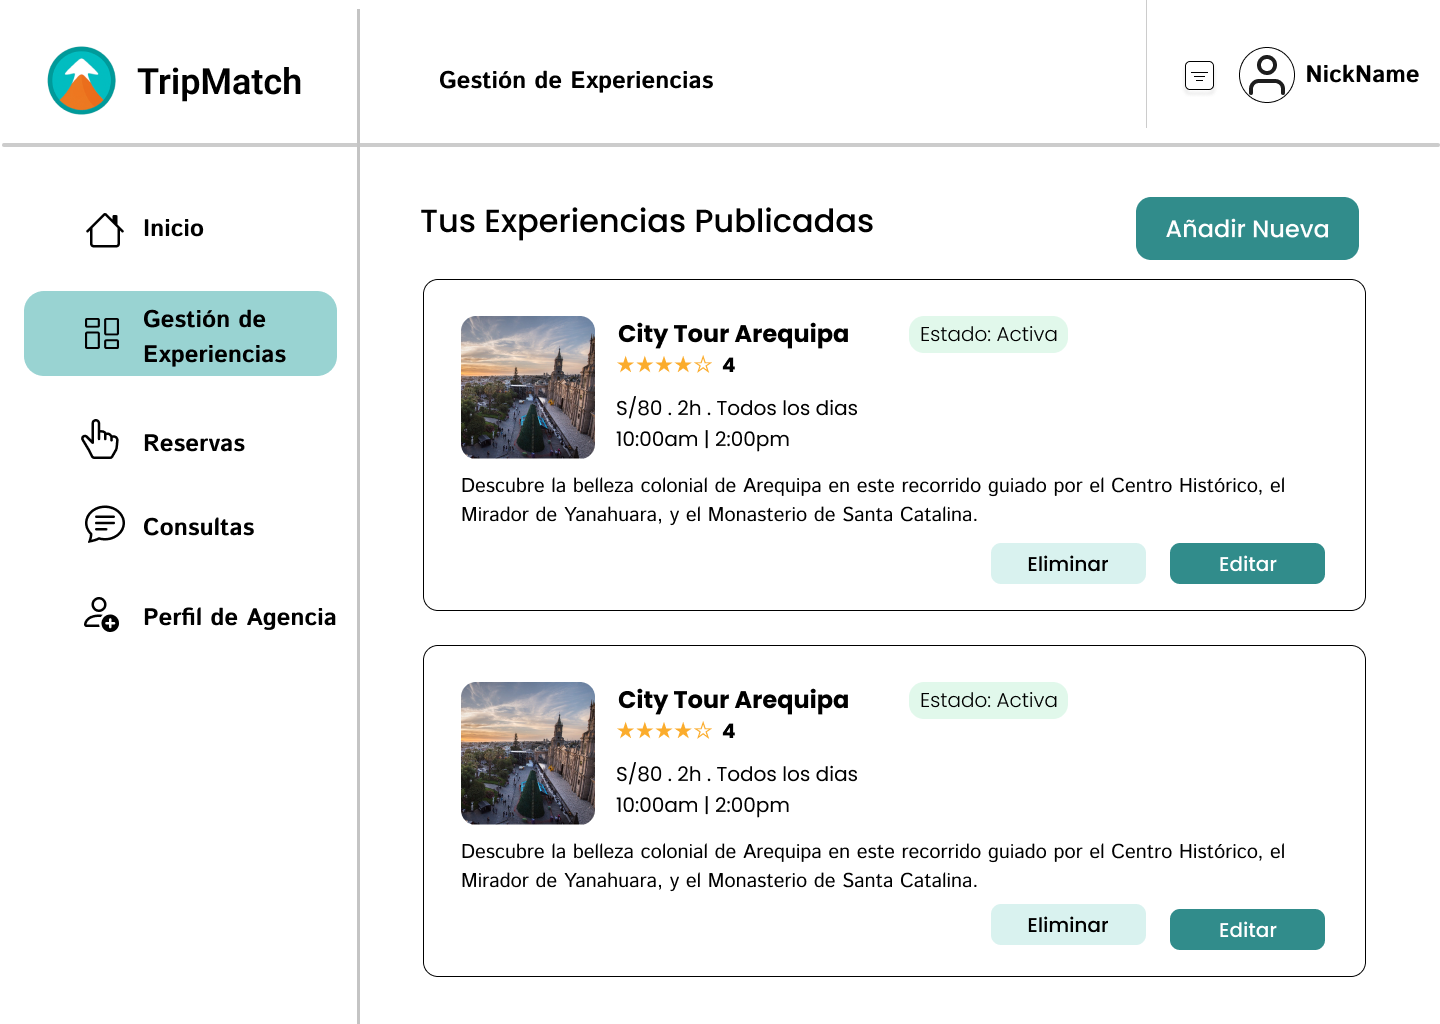 TripMatch
Gestión de Experiencias
NickName
Inicio
Gestión de
Experiencias
Reservas
Consultas
Perfil de Agencia
Tus Experiencias Publicadas
Añadir Nueva
City Tour Arequipa
Estado: Activa
★★★★☆ 4
S/80 . 2h . Todos los dias
10:00am | 2:00pm
Descubre la belleza colonial de Arequipa en este recorrido guiado por el Centro Histórico, el
Mirador de Yanahuara, y el Monasterio de Santa Catalina.
Eliminar
Editar
City Tour Arequipa
Estado: Activa
★★★★☆ 4
S/80 . 2h . Todos los dias
10:00am | 2:00pm
Descubre la belleza colonial de Arequipa en este recorrido guiado por el Centro Histórico, el
Mirador de Yanahuara, y el Monasterio de Santa Catalina.
Eliminar
Editar